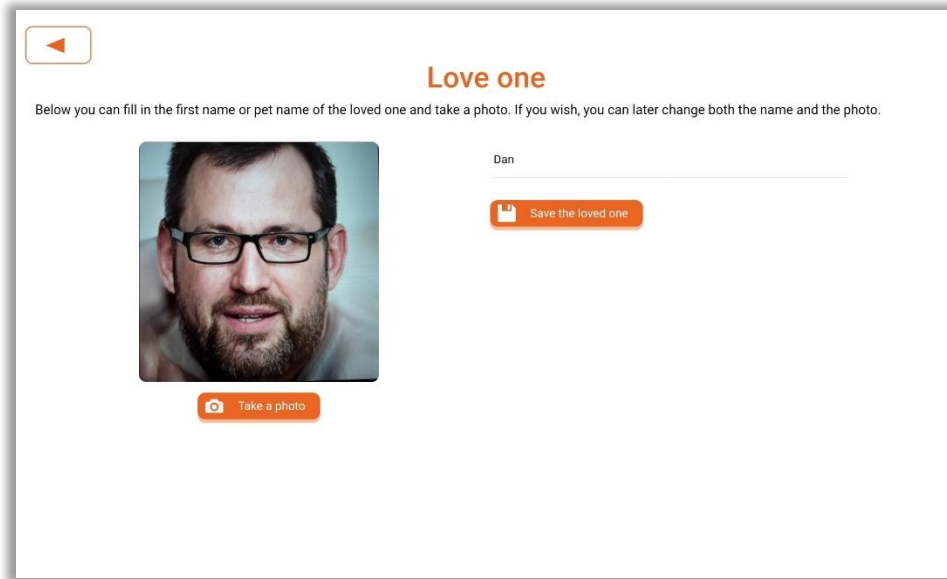 Love one
Below you can fill in the first name or pet name of the loved one and take a photo. If you wish, you can later change both the name and the photo.
Dan
Save the loved one
Take a photo